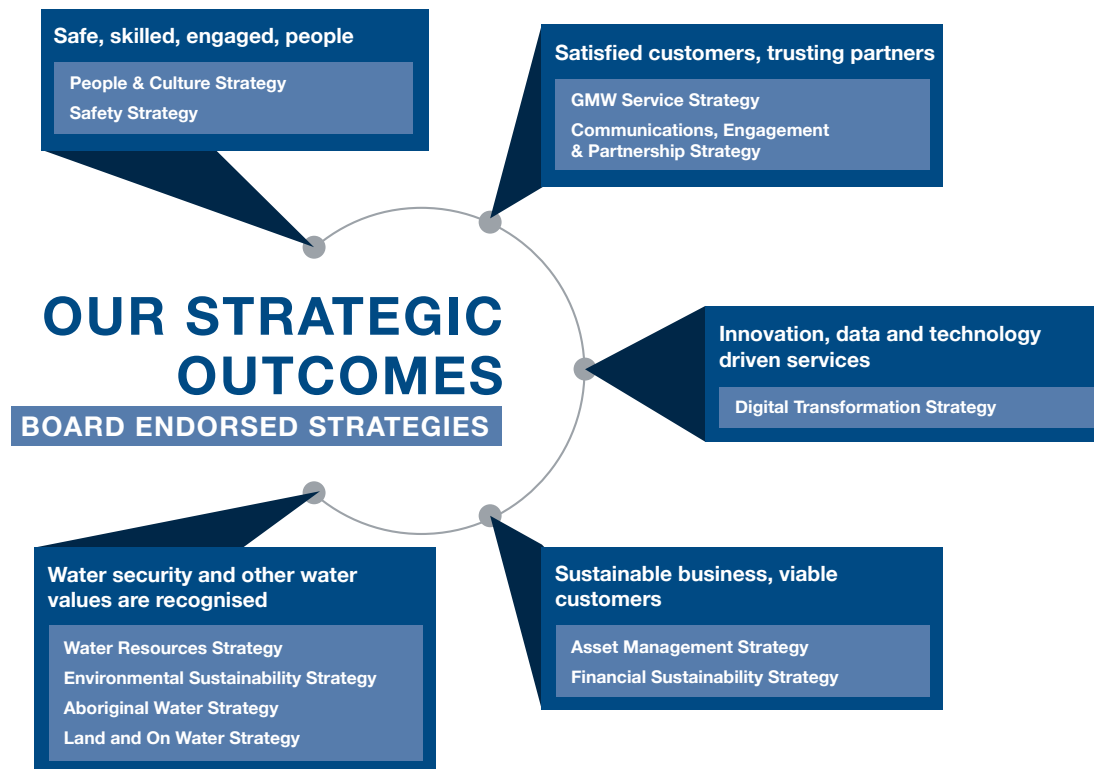 Safe, skilled, engaged, people
People & Culture Strategy
Safety Strategy
Satisfied customers, trusting partners
GMW Service Strategy
Communications, Engagement
& Partnership Strategy
OUR STRATEGIC
OUTCOMES
BOARD ENDORSED STRATEGIES
Innovation, data and technology
driven services
Digital Transformation Strategy
Water security and other water
values are recognised
Water Resources Strategy
Environmental Sustainability Strategy
Aboriginal Water Strategy
Land and On Water Strategy
Sustainable business, viable
customers
Asset Management Strategy
Financial Sustainability Strategy